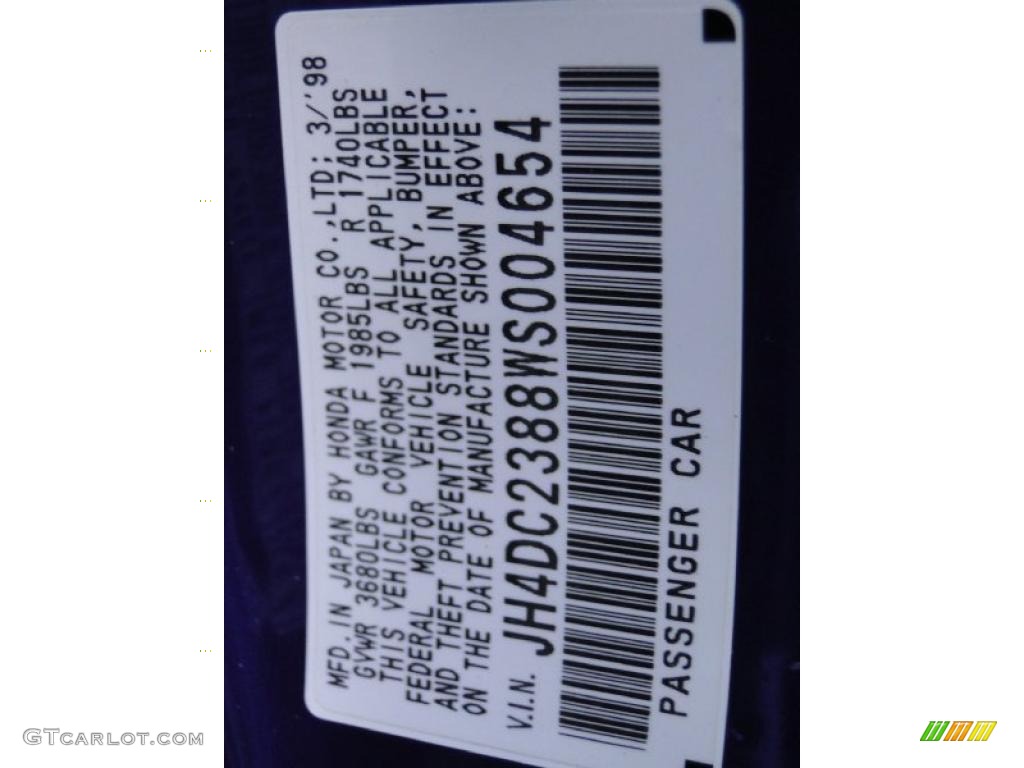 MFD. IN JAPAN BY HONDA MOTOR CO.,LTD; 3/'98
GVWR 3680LBS GAWR F 1985LBS R 1740LBS
THIS VEHICLE CONFORMS TO ALL APPLICABLE
FEDERAL MOTOR VEHICLE SAFETY, BUMPER,
AND THEFT PREVENTION STANDARDS IN EFFECT
ON THE DATE OF MANUFACTURE SHOWN ABOVE:
V.I.N. JH4DC2388WS004654
PASSENGER CAR
GTCarLot.com